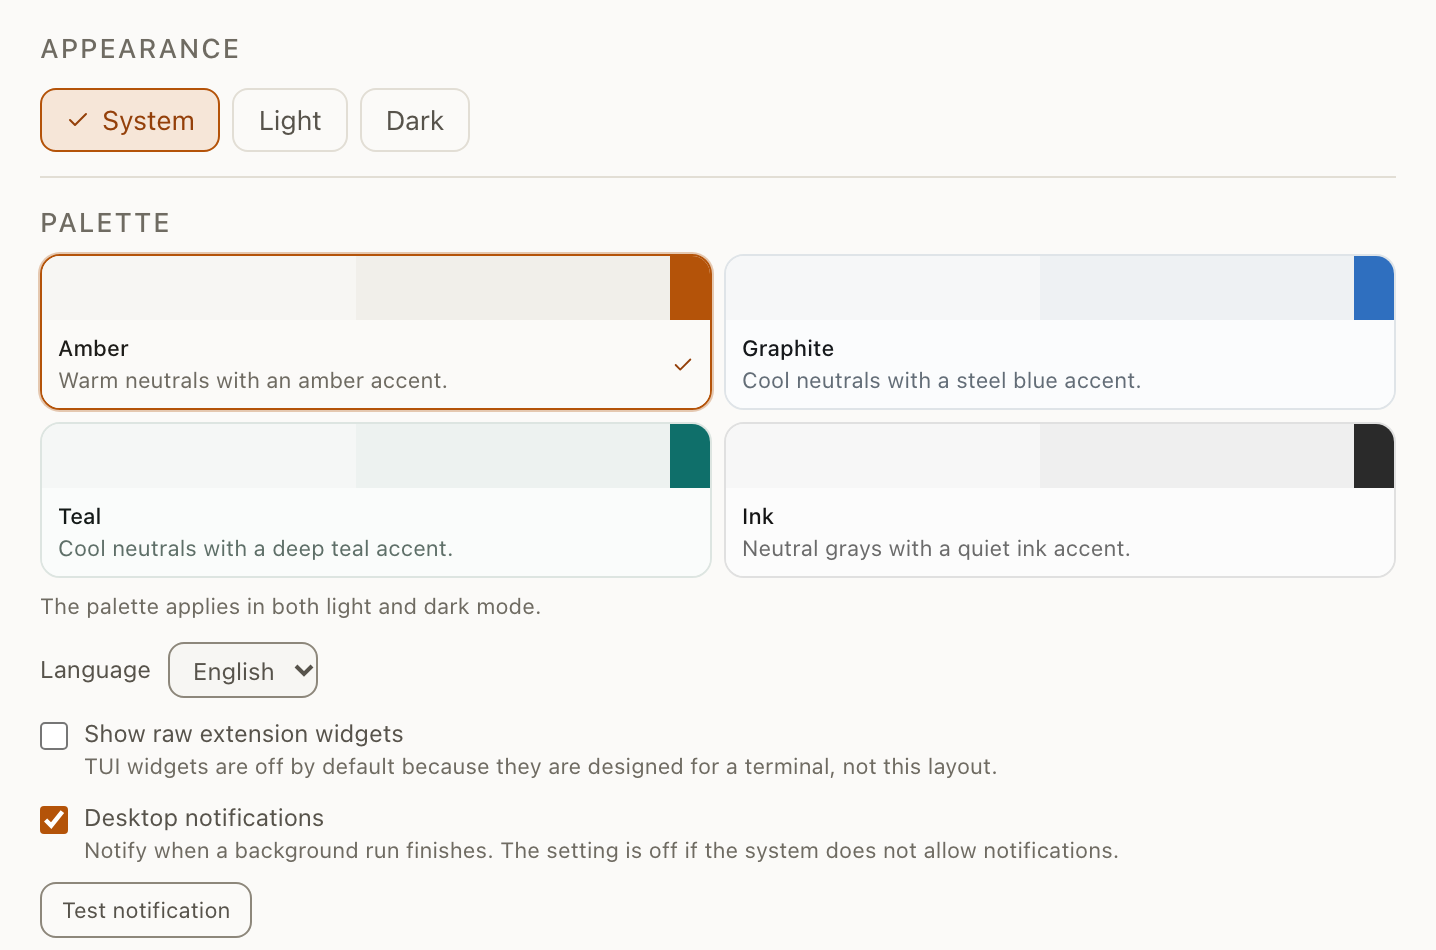 APPEARANCE
System
Light
Dark
PALETTE
Amber
Warm neutrals with an amber accent.
Graphite
Cool neutrals with a steel blue accent.
Teal
Cool neutrals with a deep teal accent.
Ink
Neutral grays with a quiet ink accent.
The palette applies in both light and dark mode.
Language
English
Show raw extension widgets
TUI widgets are off by default because they are designed for a terminal, not this layout.
Desktop notifications
Notify when a background run finishes. The setting is off if the system does not allow notifications.
Test notification